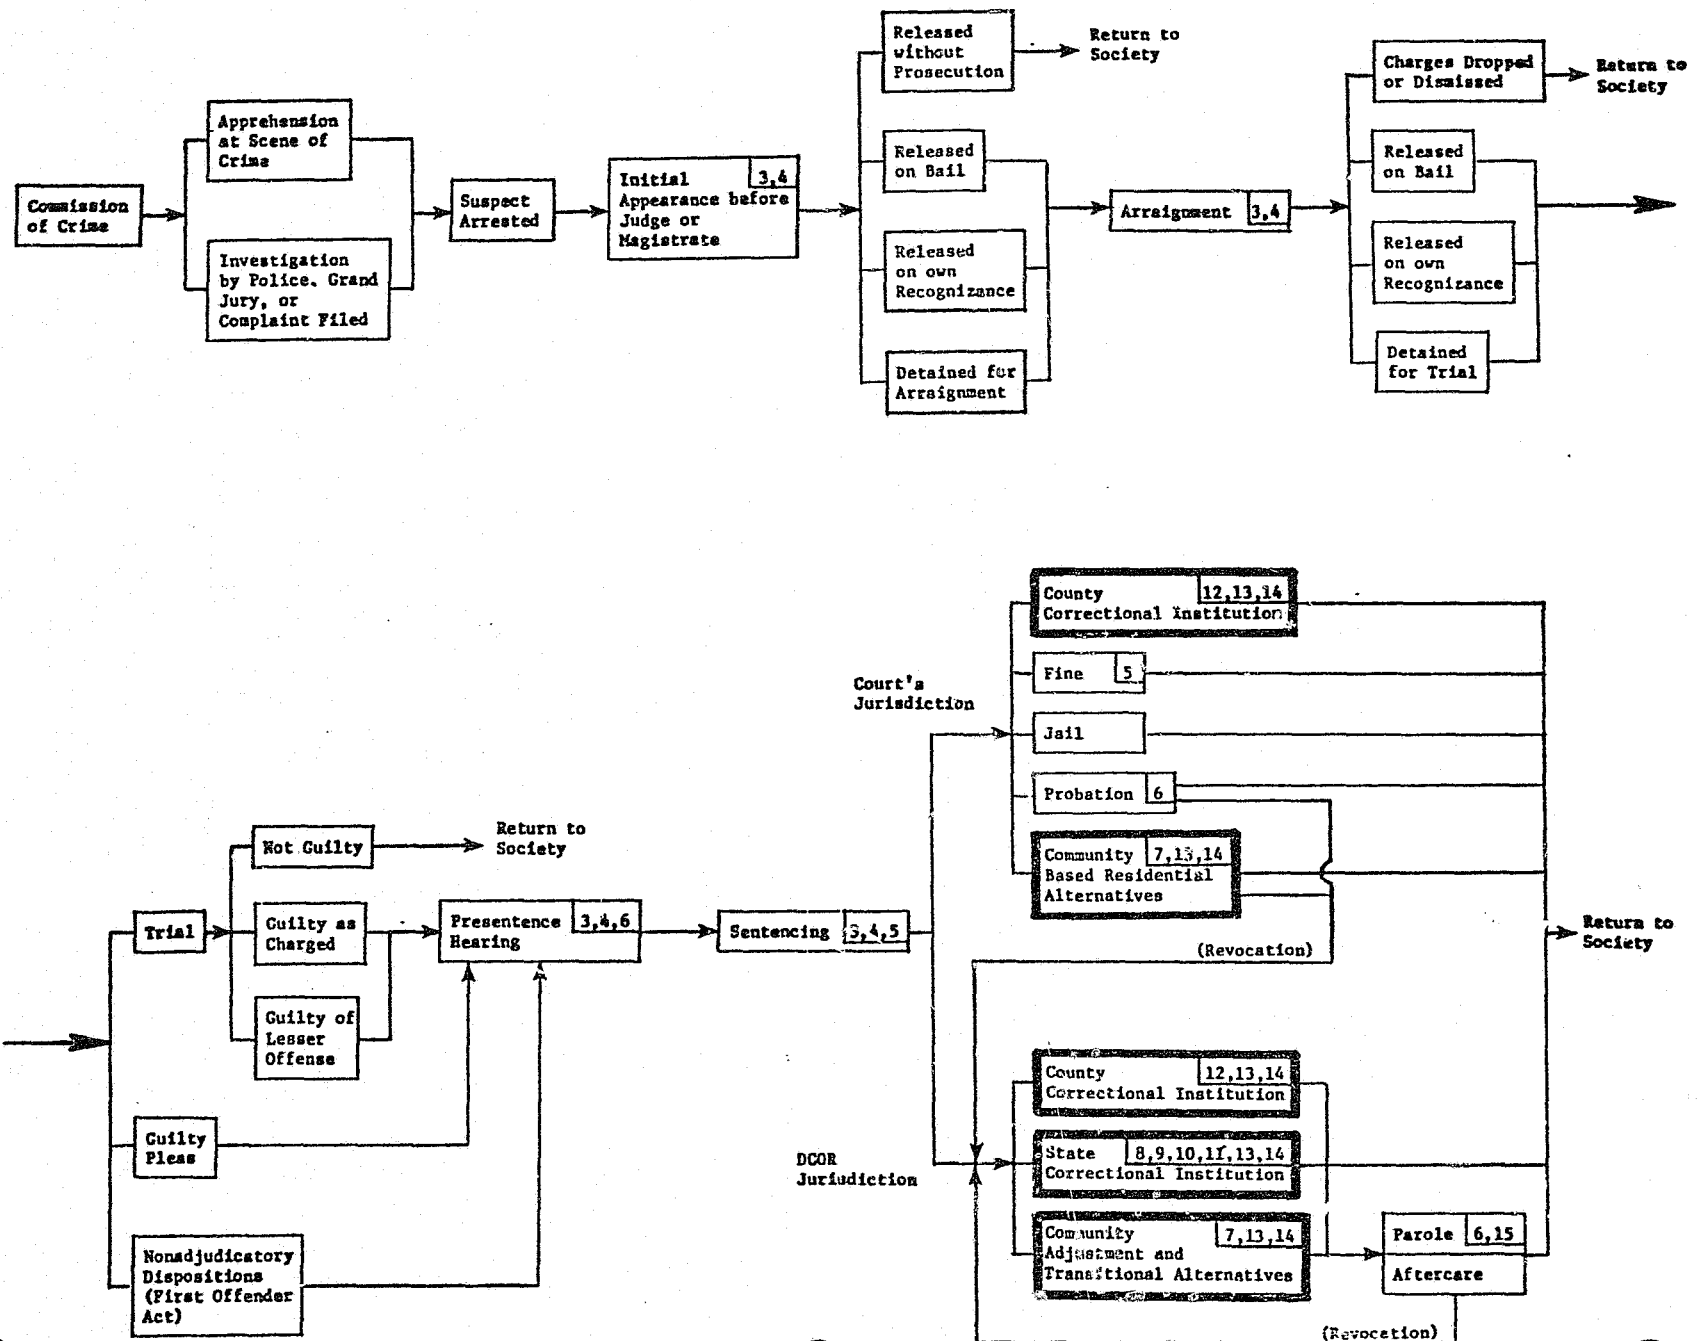 Commission
of Crime
Apprehension
at Scene of
Crime
Investigation
by Police, Grand
Jury, or
Complaint Filed
Suspect
Arrested
Initial 3,4
Appearance before
Judge or
Magistrate
Released
without
Prosecution
Return to
Society
Released
on Bail
Released
on own
Recognizance
Detained for
Arraignment
Arraignment 3,4
Charges Dropped
or Dismissed
Return to
Society
Released
on Bail
Released
on own
Recognizance
Detained
for Trial
Trial
Not Guilty
Return to
Society
Guilty as
Charged
Guilty of
Lesser
Offense
Guilty
Pleas
Nonadjudicatory
Dispositions
(First Offender
Act)
Presentence 3,4,6
Hearing
Sentencing 3,4,5
Court's
Jurisdiction
County 12,13,14
Correctional Institution
Fine 5
Jail
Probation 6
Community 7,13,14
Based Residential
Alternatives
(Revocation)
Return to
Society
DCOR
Jurisdiction
County 12,13,14
Correctional Institution
State 8,9,10,11,13,14
Correctional Institution
Community 7,13,14
Adjustment and
Transitional Alternatives
Parole 6,15
Aftercare
(Revocation)